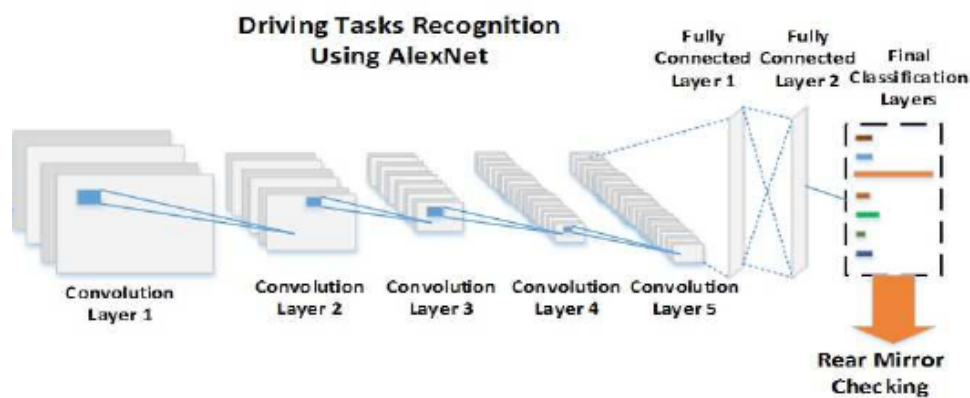 Driving Tasks Recognition
Using AlexNet
Fully
Connected
Layer 1
Fully
Connected
Layer 2
Final
Classification
Layers
Convolution
Layer 1
Convolution
Layer 2
Convolution
Layer 3
Convolution
Layer 4
Convolution
Layer 5
Rear Mirror
Checking